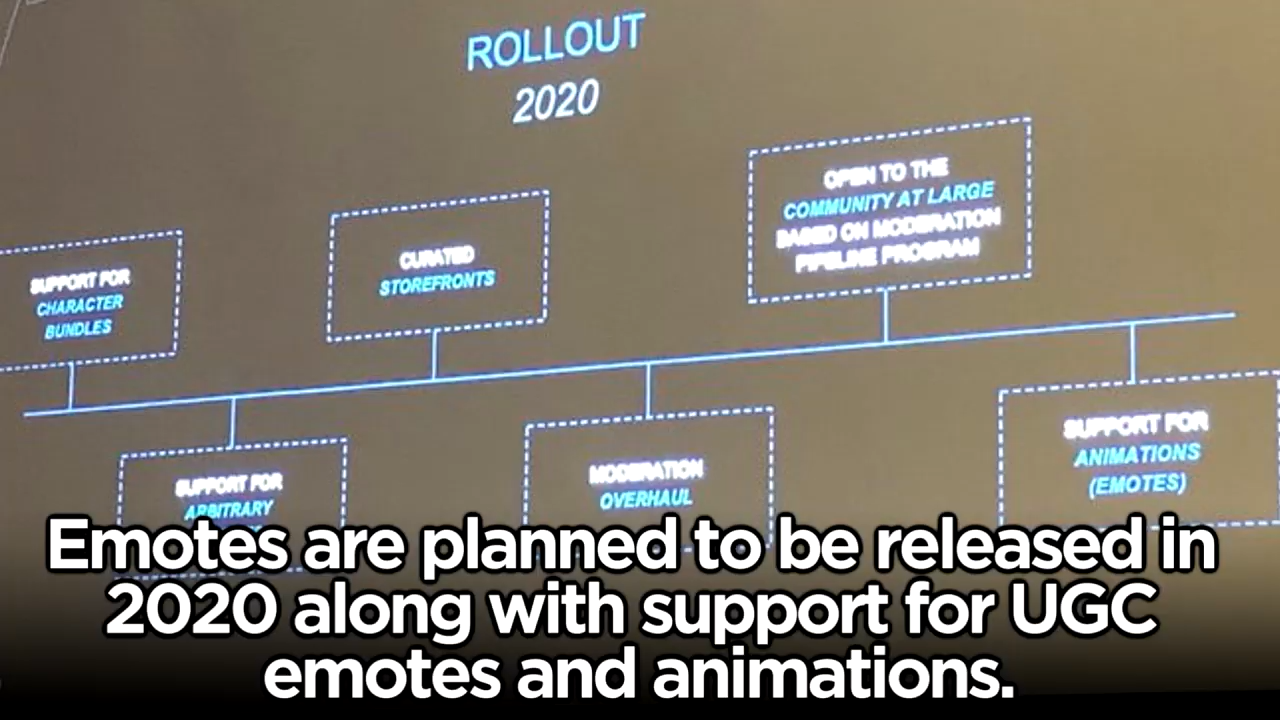 ROLLOUT
2020
OPEN TO THE
COMMUNITY AT LARGE
BASED ON MODERATION
PIPELINE PROGRAM
CURATED
STOREFRONTS
SUPPORT FOR
CHARACTER
BUNDLES
SUPPORT FOR
ANIMATIONS
(EMOTES)
MODERATION
OVERHAUL
SUPPORT FOR
ARBITRARY
Emotes are planned to be released in
2020 along with support for UGC
emotes and animations.